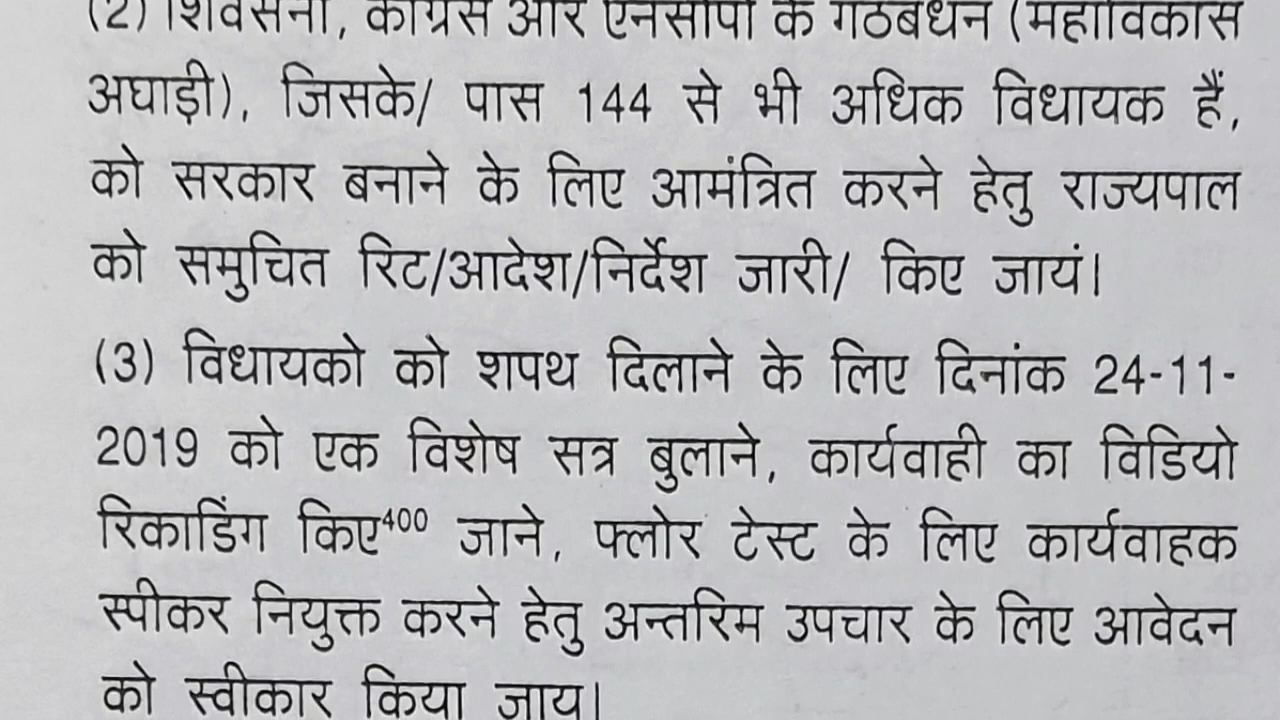 (2) शिवसेना, कांग्रेस और एनसीपी के गठबंधन (महाविकास
अघाड़ी), जिसके/ पास 144 से भी अधिक विधायक हैं,
को सरकार बनाने के लिए आमंत्रित करने हेतु राज्यपाल
को समुचित रिट/आदेश/निर्देश जारी/ किए जायं।
(3) विधायको को शपथ दिलाने के लिए दिनांक 24-11-
2019 को एक विशेष सत्र बुलाने, कार्यवाही का विडियो
रिकाडिंग किए⁴⁰⁰ जाने, फ्लोर टेस्ट के लिए कार्यवाहक
स्पीकर नियुक्त करने हेतु अन्तरिम उपचार के लिए आवेदन
को स्वीकार किया जाय।